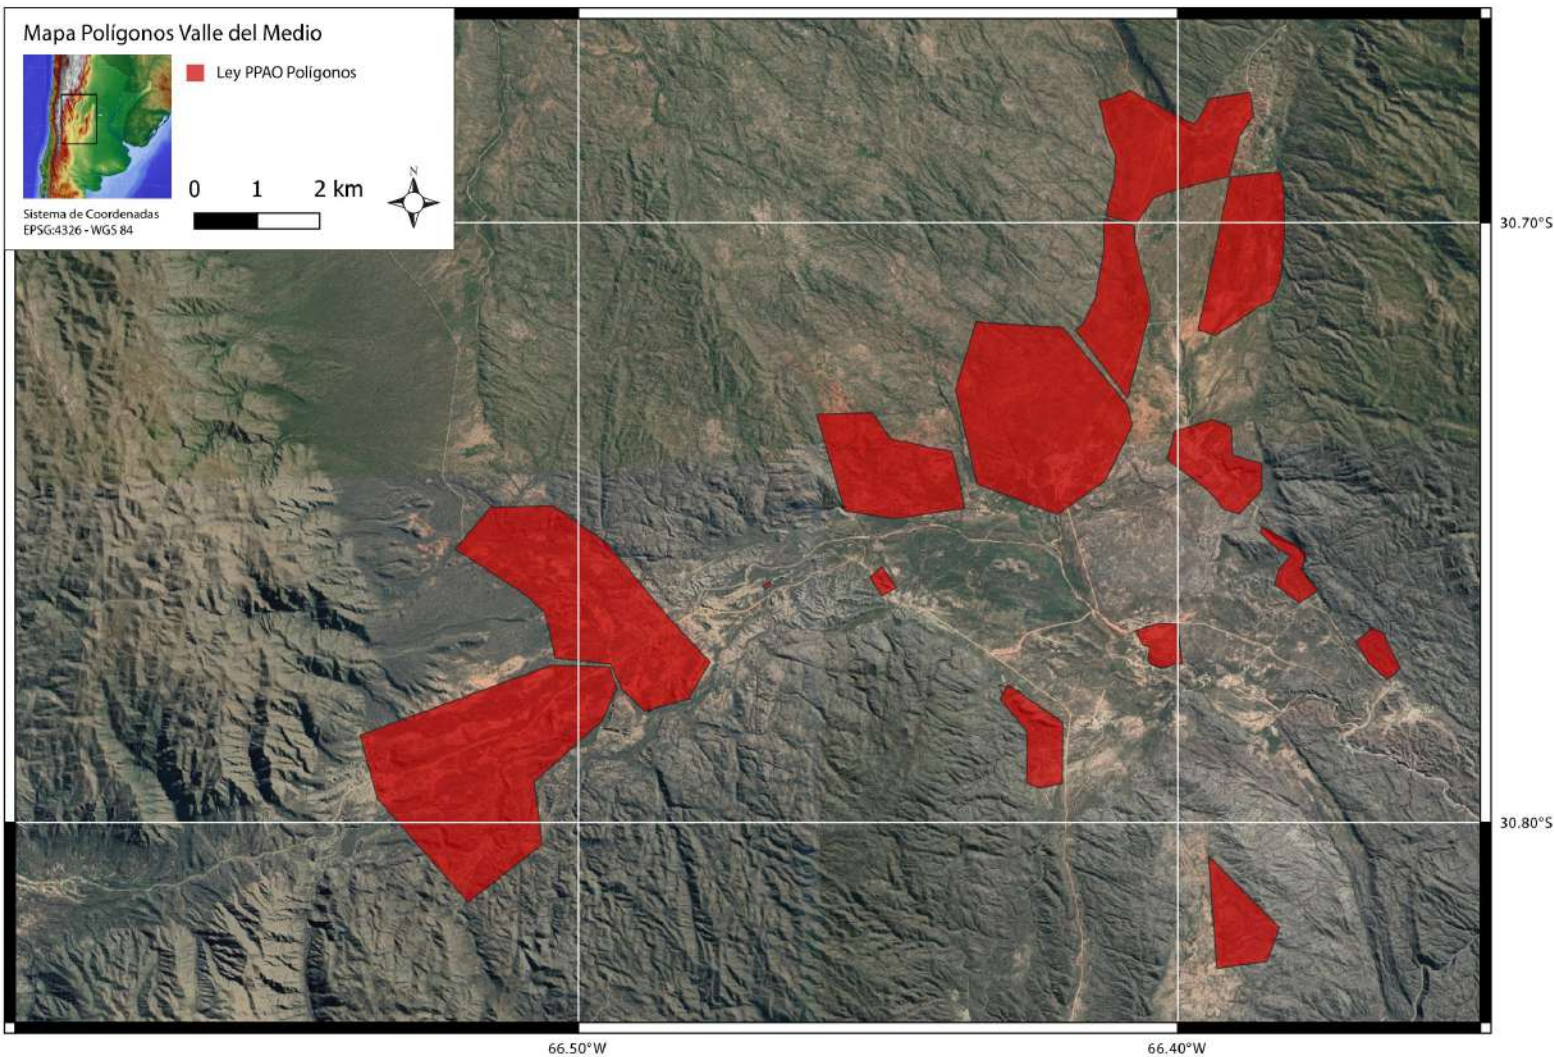 Mapa Polígonos Valle del Medio
Ley PPAO Polígonos
0 1 2 km
N
Sistema de Coordenadas
EPSG:4326 - WGS 84
30.70°S
30.80°S
66.50°W 66.40°W